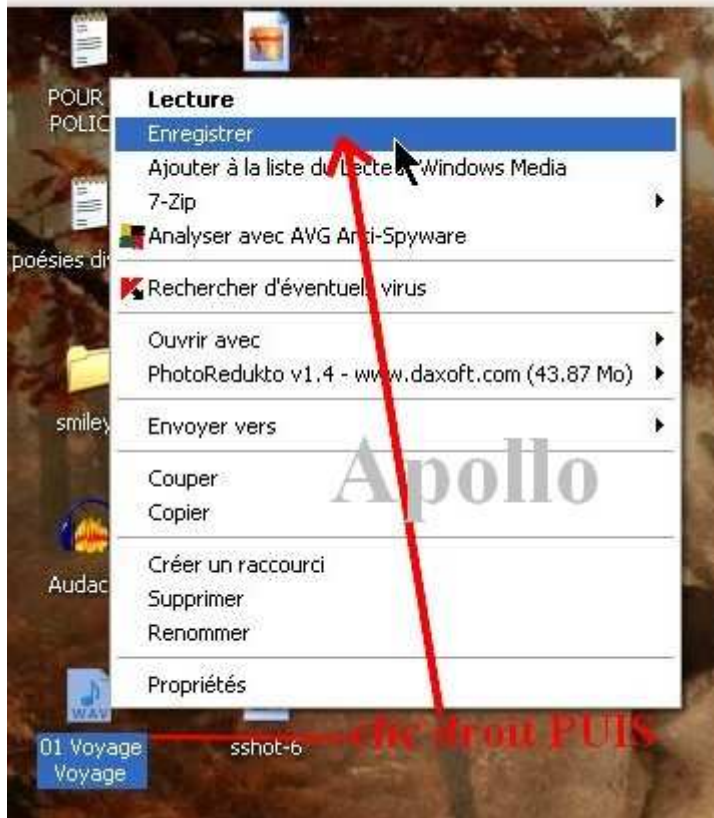 POUR
POLIC
Lecture
Enregistrer
Ajouter à la liste du Lecteur Windows Media
7-Zip
Analyser avec AVG Anti-Spyware
poésies di
Rechercher d'éventuels virus
Ouvrir avec
PhotoRedukto v1.4 - www.daxoft.com (43.87 Mo)
smiley
Envoyer vers
Apollo
Couper
Copier
Audac
Créer un raccourci
Supprimer
Renommer
Propriétés
WAV
clic droit PUIS
01 Voyage
Voyage
sshot-6